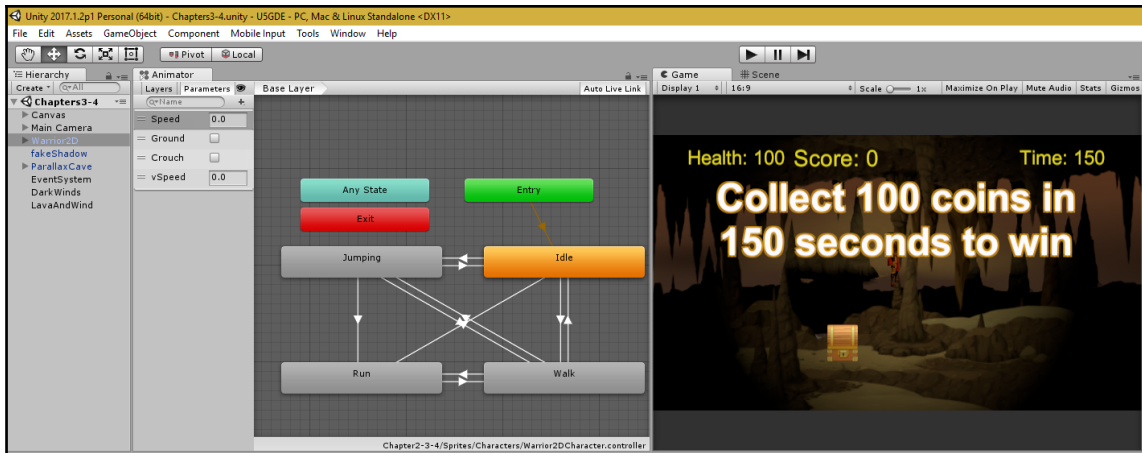 Unity 2017.1.2p1 Personal (64bit) - Chapters3-4.unity - U5GDE - PC, Mac & Linux Standalone <DX11>
File Edit Assets GameObject Component Mobile Input Tools Window Help
Pivot Local
Hierarchy
Create All
Chapters3-4
Canvas
Main Camera
Warrior2D
fakeShadow
ParallaxCave
EventSystem
DarkWinds
LavaAndWind
Animator
Layers Parameters Base Layer Auto Live Link
Name
Speed 0.0
Ground
Crouch
vSpeed 0.0
Any State
Entry
Exit
Jumping
Idle
Run
Walk
Chapter2-3-4/Sprites/Characters/Warrior2DCharacter.controller
Game Scene
Display 1 16:9 Scale 1x Maximize On Play Mute Audio Stats Gizmos
Health: 100 Score: 0 Time: 150
Collect 100 coins in
150 seconds to win